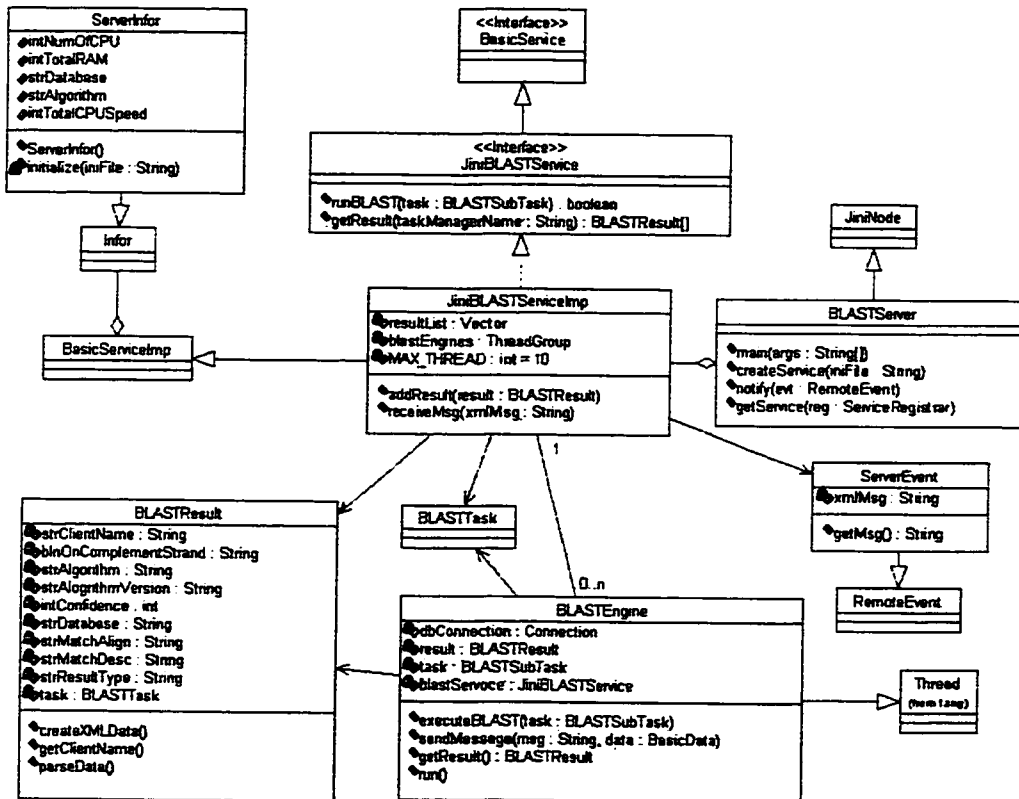 ServerInfor
intNumOfCPU
intTotalRAM
strDatabase
strAlgorithm
intTotalCPUSpeed
ServerInfor()
initialize(iniFile : String)
Infor
BasicServiceImp
<<Interface>>
BasicService
<<Interface>>
JiniBLASTService
runBLAST(task : BLASTSubTask) : boolean
getResult(taskManagerName : String) : BLASTResult[]
JiniBLASTServiceImp
resultList : Vector
blastEngines : ThreadGroup
MAX_THREAD : int = 10
addResult(result : BLASTResult)
receiveMsg(xmlMsg : String)
JiniNode
BLASTServer
main(args : String[])
createService(iniFile : String)
notify(evt : RemoteEvent)
getService(reg : ServiceRegistrar)
1
0..n
ServerEvent
xmlMsg : String
getMsg() : String
RemoteEvent
BLASTTask
BLASTResult
strClientName : String
blnOnComplementStrand : String
strAlgorithm : String
strAlogrithmVersion : String
intConfidence : int
strDatabase : String
strMatchAlign : String
strMatchDesc : String
strResultType : String
task : BLASTTask
createXMLData()
getClientName()
parseData()
BLASTEngine
dbConnection : Connection
result : BLASTResult
task : BLASTSubTask
blastServoce : JiniBLASTService
executeBLAST(task : BLASTSubTask)
sendMessage(msg : String, data : BasicData)
getResult() : BLASTResult
run()
Thread
(from lang)